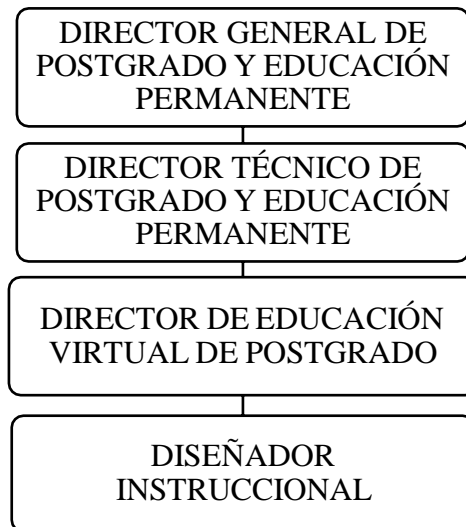 DIRECTOR GENERAL DE
POSTGRADO Y EDUCACIÓN
PERMANENTE
DIRECTOR TÉCNICO DE
POSTGRADO Y EDUCACIÓN
PERMANENTE
DIRECTOR DE EDUCACIÓN
VIRTUAL DE POSTGRADO
DISEÑADOR
INSTRUCCIONAL